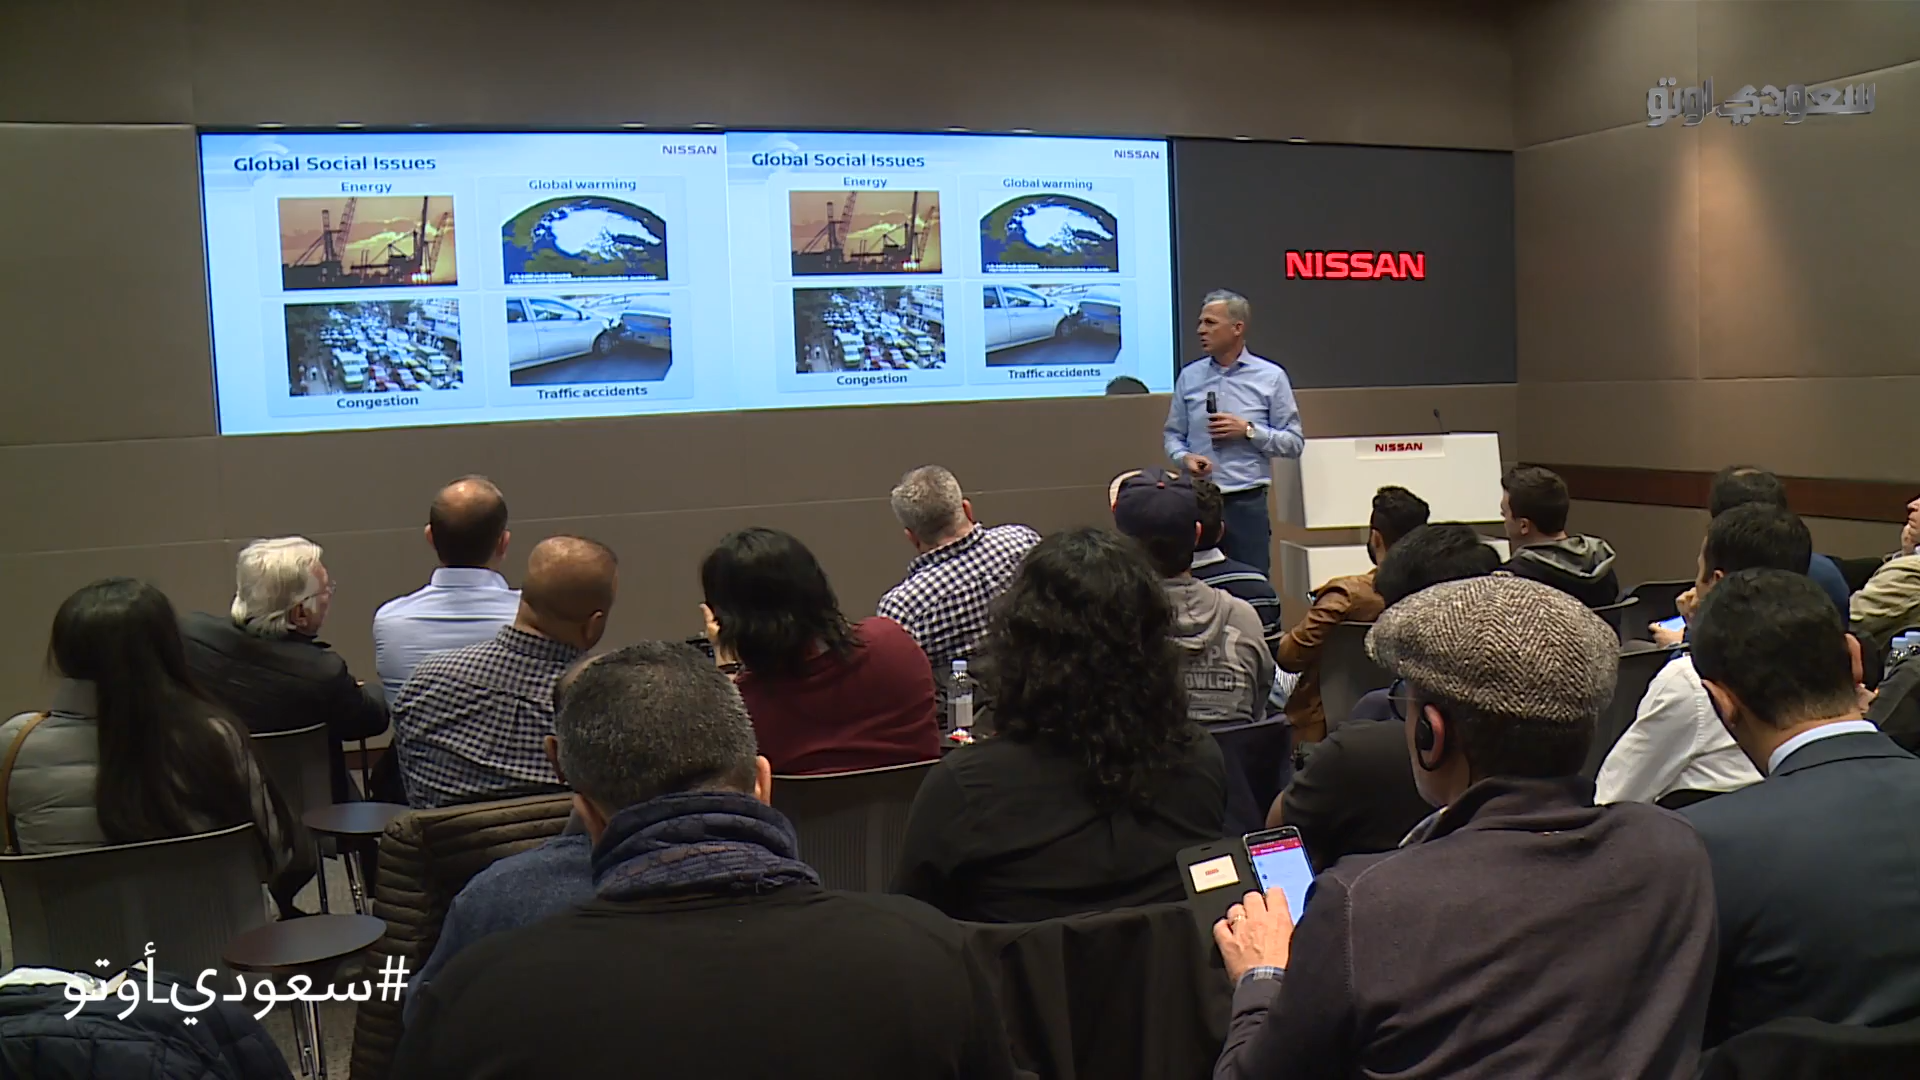 سعودي اوتو
Global Social Issues
NISSAN
Energy
Global warming
Congestion
Traffic accidents
Global Social Issues
NISSAN
Energy
Global warming
Congestion
Traffic accidents
NISSAN
NISSAN
#سعودي_أوتو